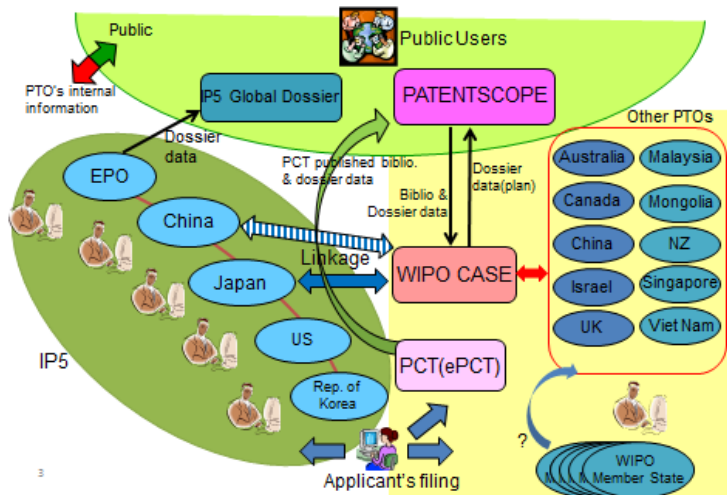 Public
Public Users
PTO's internal
information
IP5 Global Dossier
PATENTSCOPE
Other PTOs
Dossier
data
PCT published biblio.
& dossier data
Biblio &
Dossier data
Dossier
data(plan)
EPO
China
Japan
US
Rep. of
Korea
IP5
Linkage
WIPO CASE
PCT(ePCT)
Australia
Malaysia
Canada
Mongolia
China
NZ
Israel
Singapore
UK
Viet Nam
?
WIPO
Member State
Applicant's filing
3